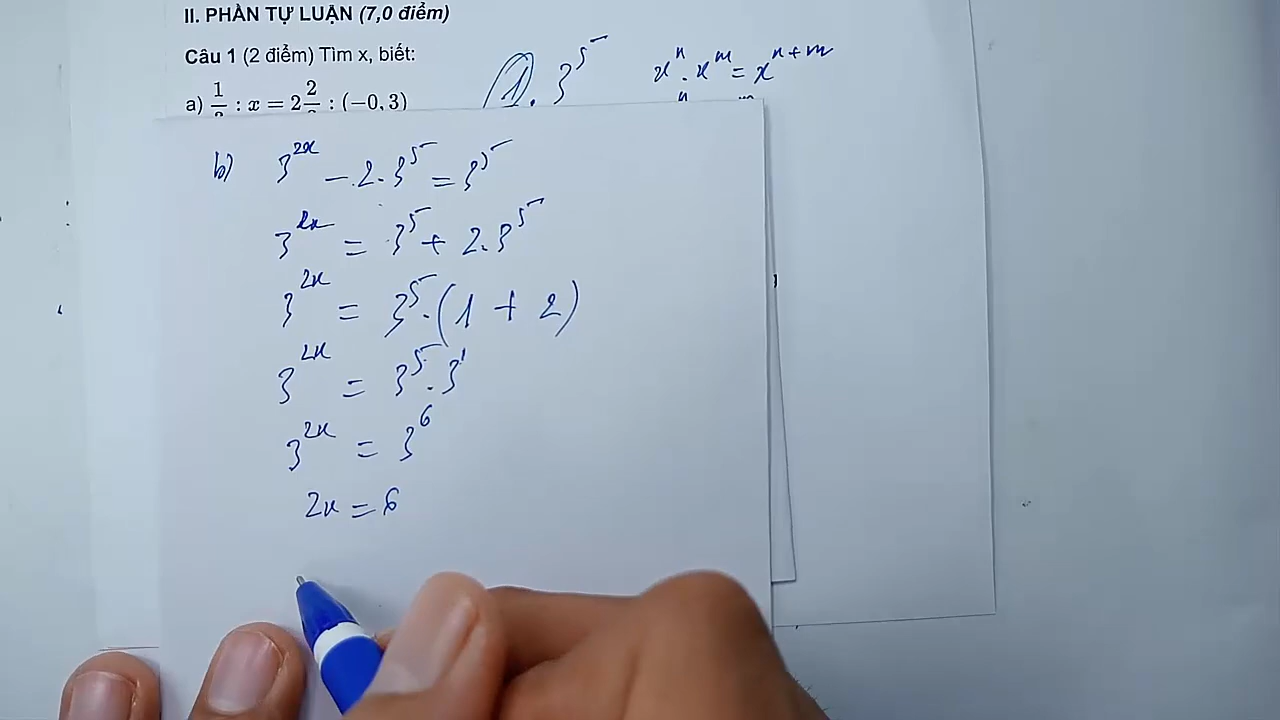 II. PHẦN TỰ LUẬN (7,0 điểm)
Câu 1 (2 điểm) Tìm x, biết:
a) 1 : x = 2 2 : (−0, 3)
1. 3^5
x^n . x^m = x^{n+m}
b) 3^{2x} − 2 . 3^5 = 3^5
3^{2x} = 3^5 + 2 . 3^5
3^{2x} = 3^5 . (1 + 2)
3^{2x} = 3^5 . 3^1
3^{2x} = 3^6
2x = 6